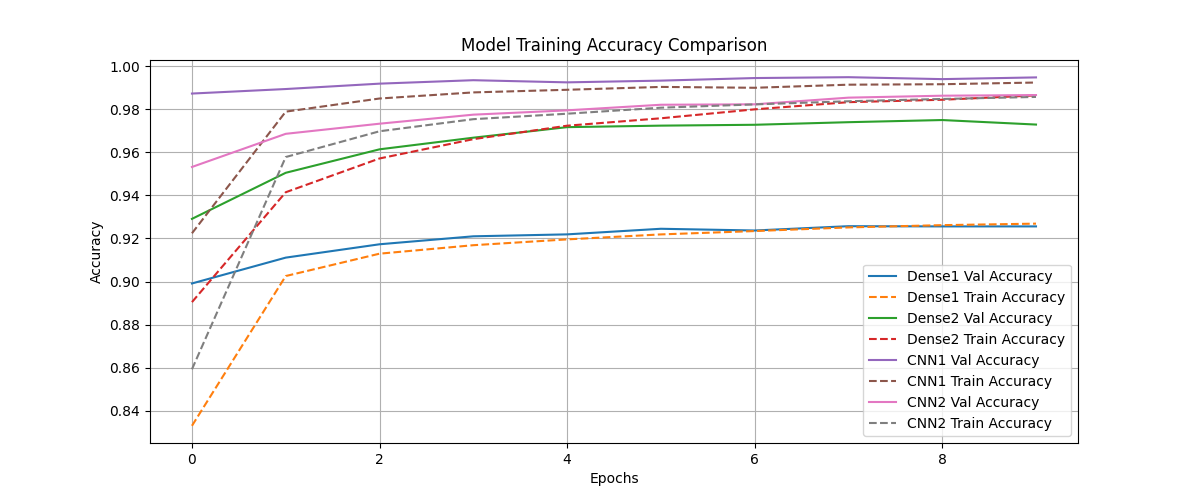 Model Training Accuracy Comparison
1.00
0.98
0.96
0.94
0.92
0.90
0.88
0.86
0.84
Accuracy
Dense1 Val Accuracy
Dense1 Train Accuracy
Dense2 Val Accuracy
Dense2 Train Accuracy
CNN1 Val Accuracy
CNN1 Train Accuracy
CNN2 Val Accuracy
CNN2 Train Accuracy
0 2 4 6 8
Epochs